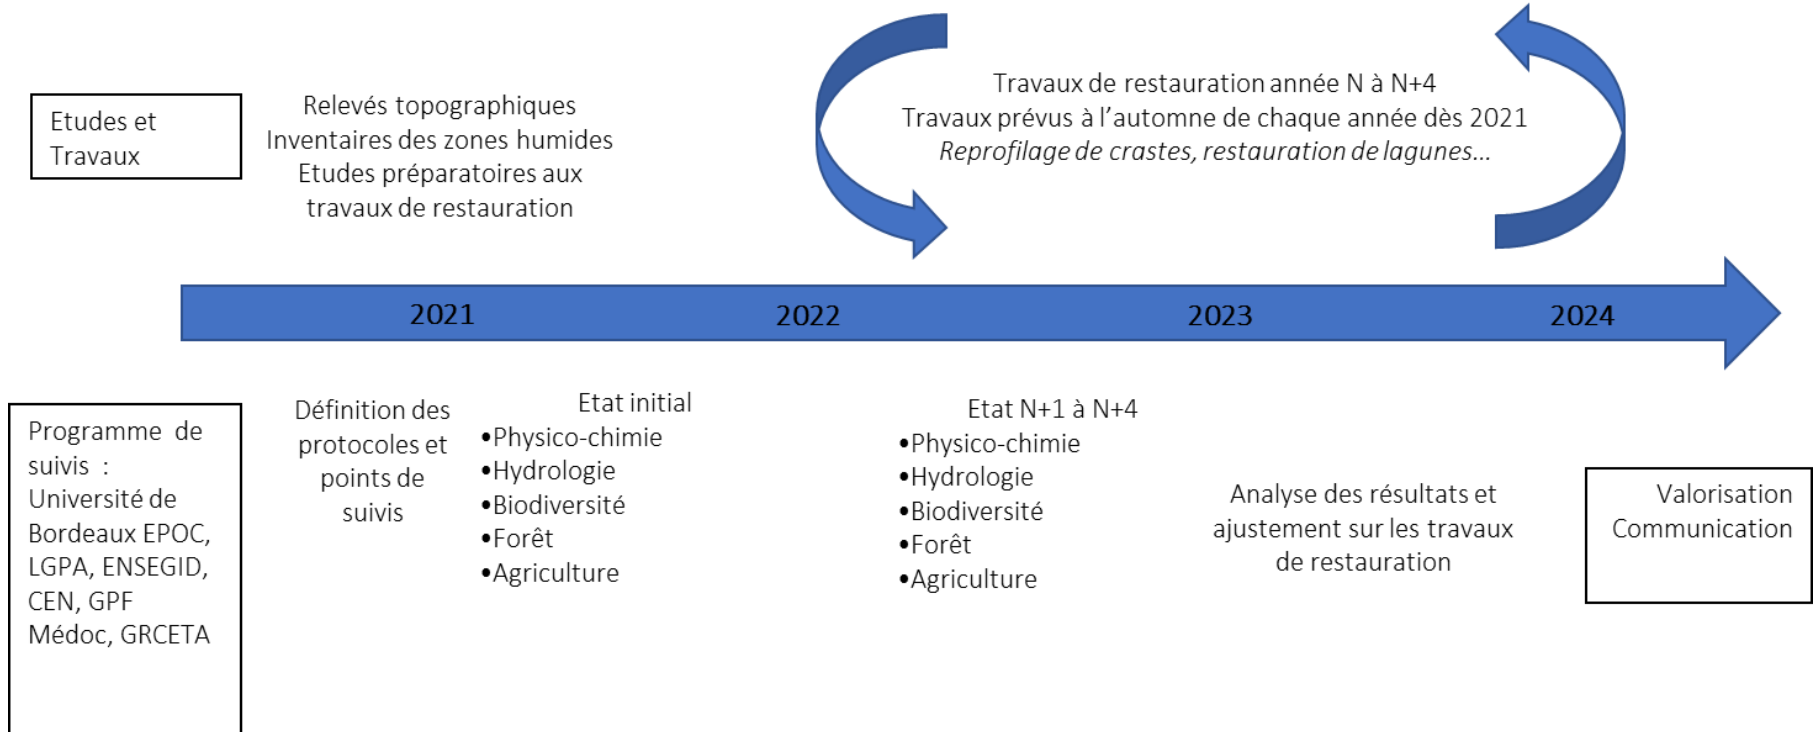 Etudes et
Travaux
Relevés topographiques
Inventaires des zones humides
Etudes préparatoires aux
travaux de restauration
Travaux de restauration année N à N+4
Travaux prévus à l'automne de chaque année dès 2021
Reprofilage de crastes, restauration de lagunes...
2021
2022
2023
2024
Programme de
suivis :
Université de
Bordeaux EPOC,
LGPA, ENSEGID,
CEN, GPF
Médoc, GRCETA
Définition des
protocoles et
points de
suivis
Etat initial
•Physico-chimie
•Hydrologie
•Biodiversité
•Forêt
•Agriculture
Etat N+1 à N+4
•Physico-chimie
•Hydrologie
•Biodiversité
•Forêt
•Agriculture
Analyse des résultats et
ajustement sur les travaux
de restauration
Valorisation
Communication